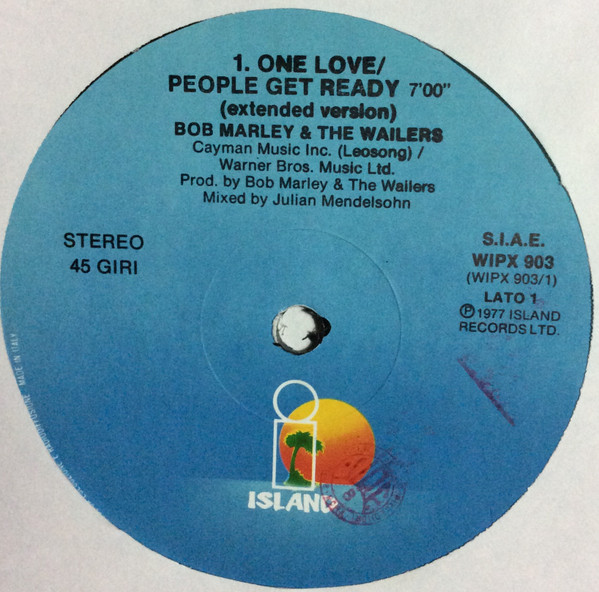 1. ONE LOVE/
PEOPLE GET READY 7'00"
(extended version)
BOB MARLEY & THE WAILERS
Cayman Music Inc. (Leosong) /
Warner Bros. Music Ltd.
Prod. by Bob Marley & The Wailers
Mixed by Julian Mendelsohn
STEREO
45 GIRI
S.I.A.E.
WIPX 903
(WIPX 903/1)
LATO 1
℗ 1977 ISLAND
RECORDS LTD.
MADE IN ITALY
ISLAND